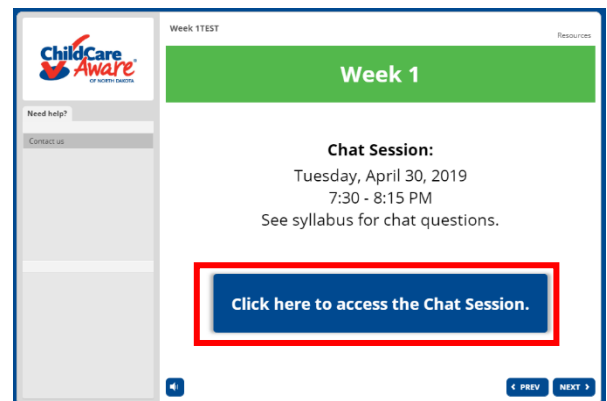 Week 1TEST
Resources
ChildCare
Aware®
OF NORTH DAKOTA
Week 1
Need help?
Contact us
Chat Session:
Tuesday, April 30, 2019
7:30 - 8:15 PM
See syllabus for chat questions.
Click here to access the Chat Session.
PREV
NEXT